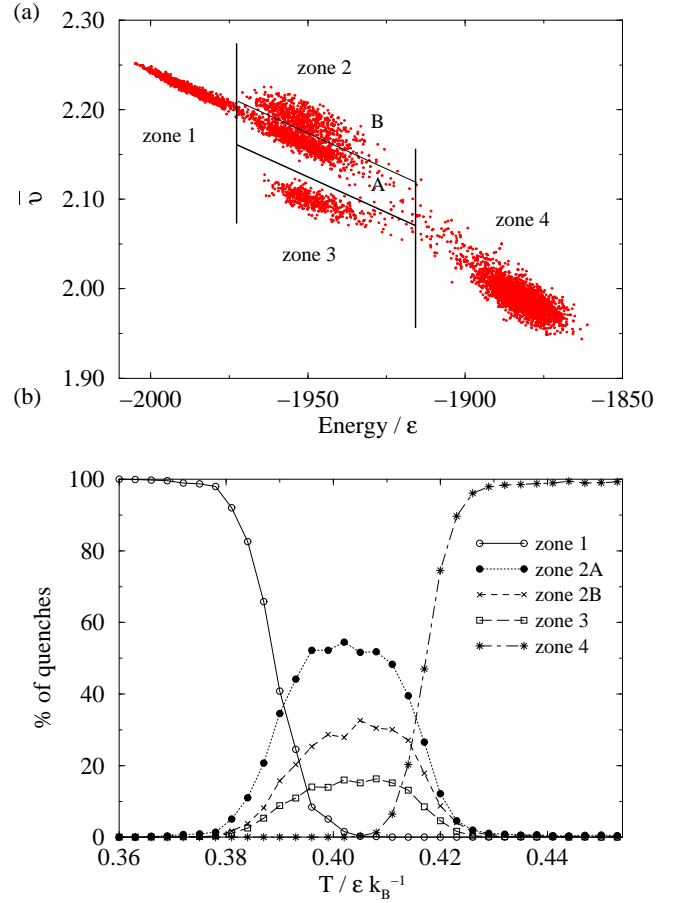 (a)
2.30
2.20
2.10
2.00
1.90
υ̅
zone 2
B
zone 1
A
zone 4
zone 3
−2000 −1950 −1900 −1850
Energy / ε
(b)
100
80
60
40
20
0
% of quenches
zone 1
zone 2A
zone 2B
zone 3
zone 4
0.36 0.38 0.40 0.42 0.44
T / ε k_B⁻¹